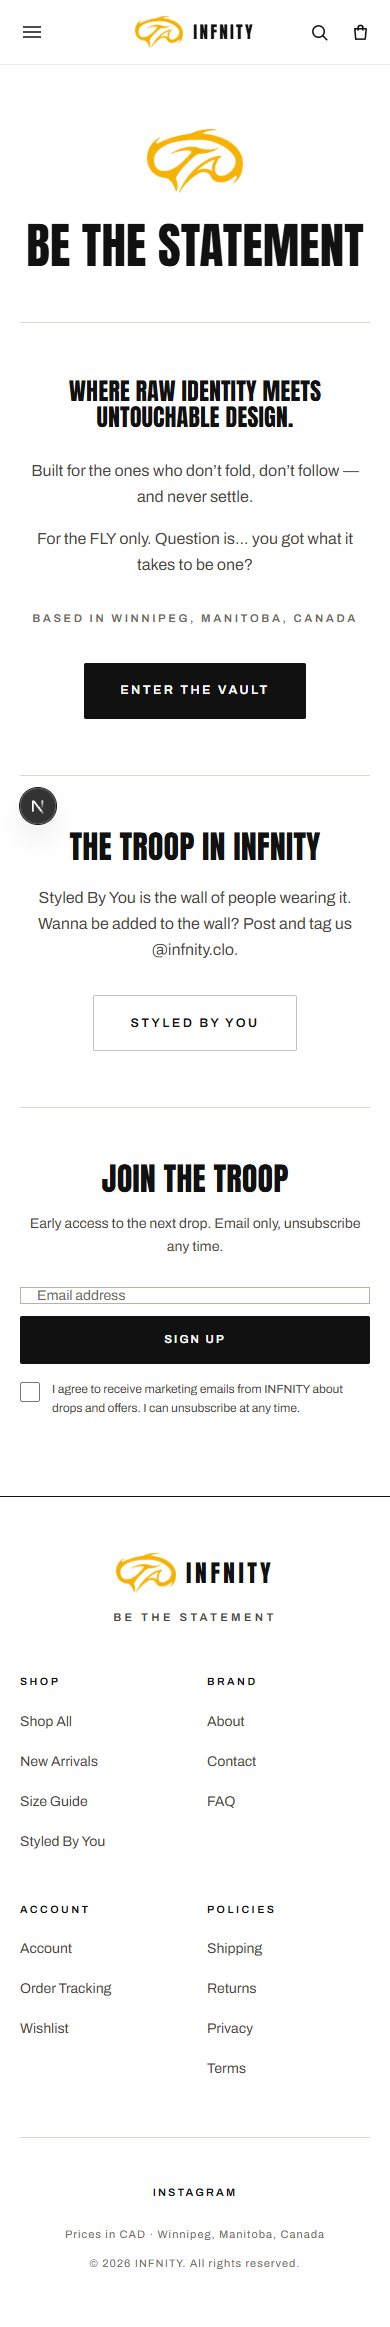 INFNITY
BE THE STATEMENT
WHERE RAW IDENTITY MEETS
UNTOUCHABLE DESIGN.
Built for the ones who don’t fold, don’t follow —
and never settle.
For the FLY only. Question is... you got what it
takes to be one?
BASED IN WINNIPEG, MANITOBA, CANADA
ENTER THE VAULT
N
THE TROOP IN INFNITY
Styled By You is the wall of people wearing it.
Wanna be added to the wall? Post and tag us
@infnity.clo.
STYLED BY YOU
JOIN THE TROOP
Early access to the next drop. Email only, unsubscribe
any time.
Email address
SIGN UP
I agree to receive marketing emails from INFINITY about
drops and offers. I can unsubscribe at any time.
INFNITY
BE THE STATEMENT
SHOP
Shop All
New Arrivals
Size Guide
Styled By You
BRAND
About
Contact
FAQ
ACCOUNT
Account
Order Tracking
Wishlist
POLICIES
Shipping
Returns
Privacy
Terms
INSTAGRAM
Prices in CAD · Winnipeg, Manitoba, Canada
© 2026 INFNITY. All rights reserved.